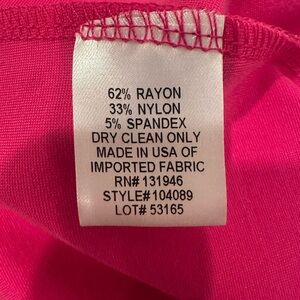 62% RAYON
33% NYLON
5% SPANDEX
DRY CLEAN ONLY
MADE IN USA OF
IMPORTED FABRIC
RN# 131946
STYLE#104089
LOT# 53165